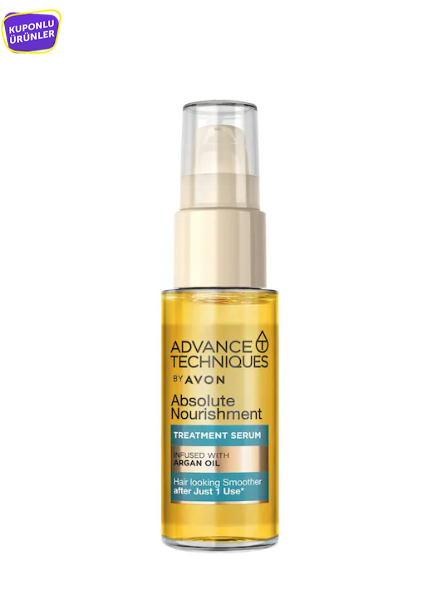 KUPONLU
ÜRÜNLER
ADVANCE
TECHNIQUES
BY AVON
Absolute
Nourishment
TREATMENT SERUM
INFUSED WITH
ARGAN OIL
Hair looking Smoother
after Just 1 Use*